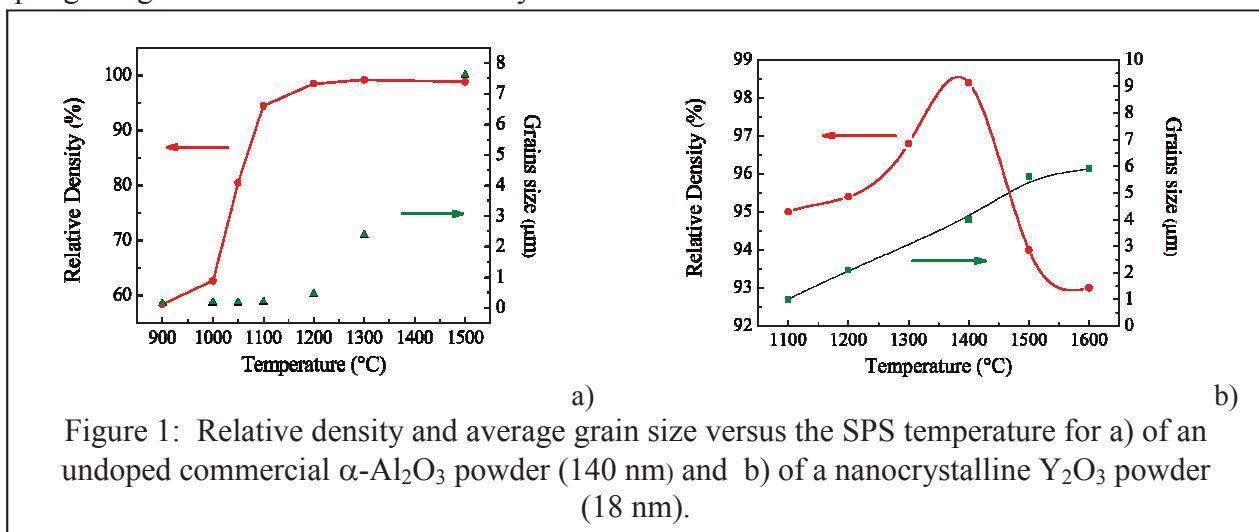 Relative Density (%)
100
90
80
70
60
8
7
6
5
4
3
2
1
0
Grains size (µm)
900 1000 1100 1200 1300 1400 1500
Temperature (°C)
a)
Relative Density (%)
99
98
97
96
95
94
93
92
10
9
8
7
6
5
4
3
2
1
0
Grains size (µm)
1100 1200 1300 1400 1500 1600
Temperature (°C)
b)
Figure 1: Relative density and average grain size versus the SPS temperature for a) of an
undoped commercial α-Al₂O₃ powder (140 nm) and b) of a nanocrystalline Y₂O₃ powder
(18 nm).